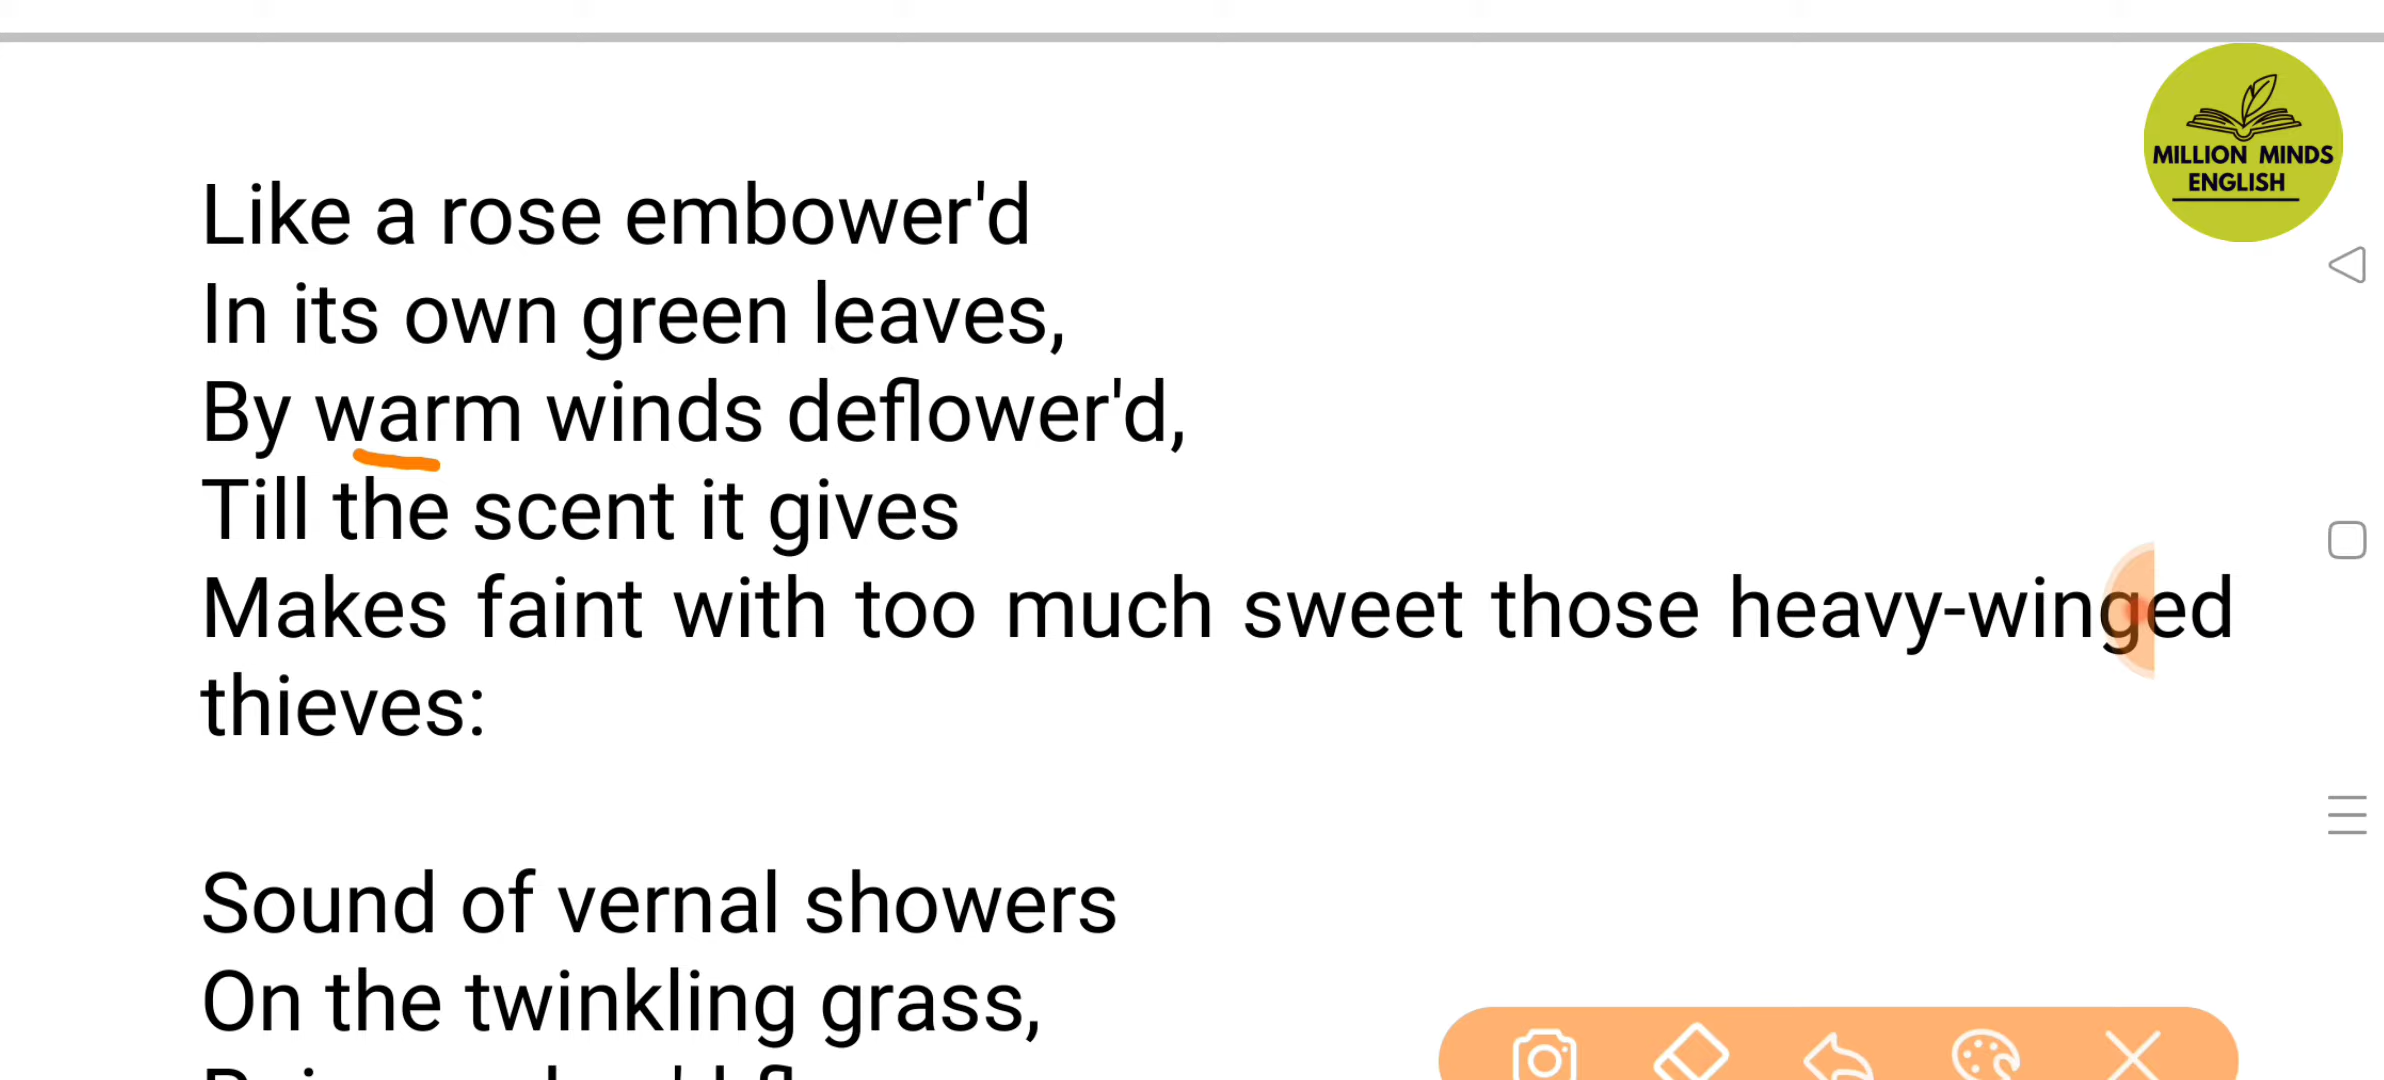 MILLION MINDS
ENGLISH
Like a rose embower'd
In its own green leaves,
By warm winds deflower'd,
Till the scent it gives
Makes faint with too much sweet those heavy-winged
thieves:
Sound of vernal showers
On the twinkling grass,